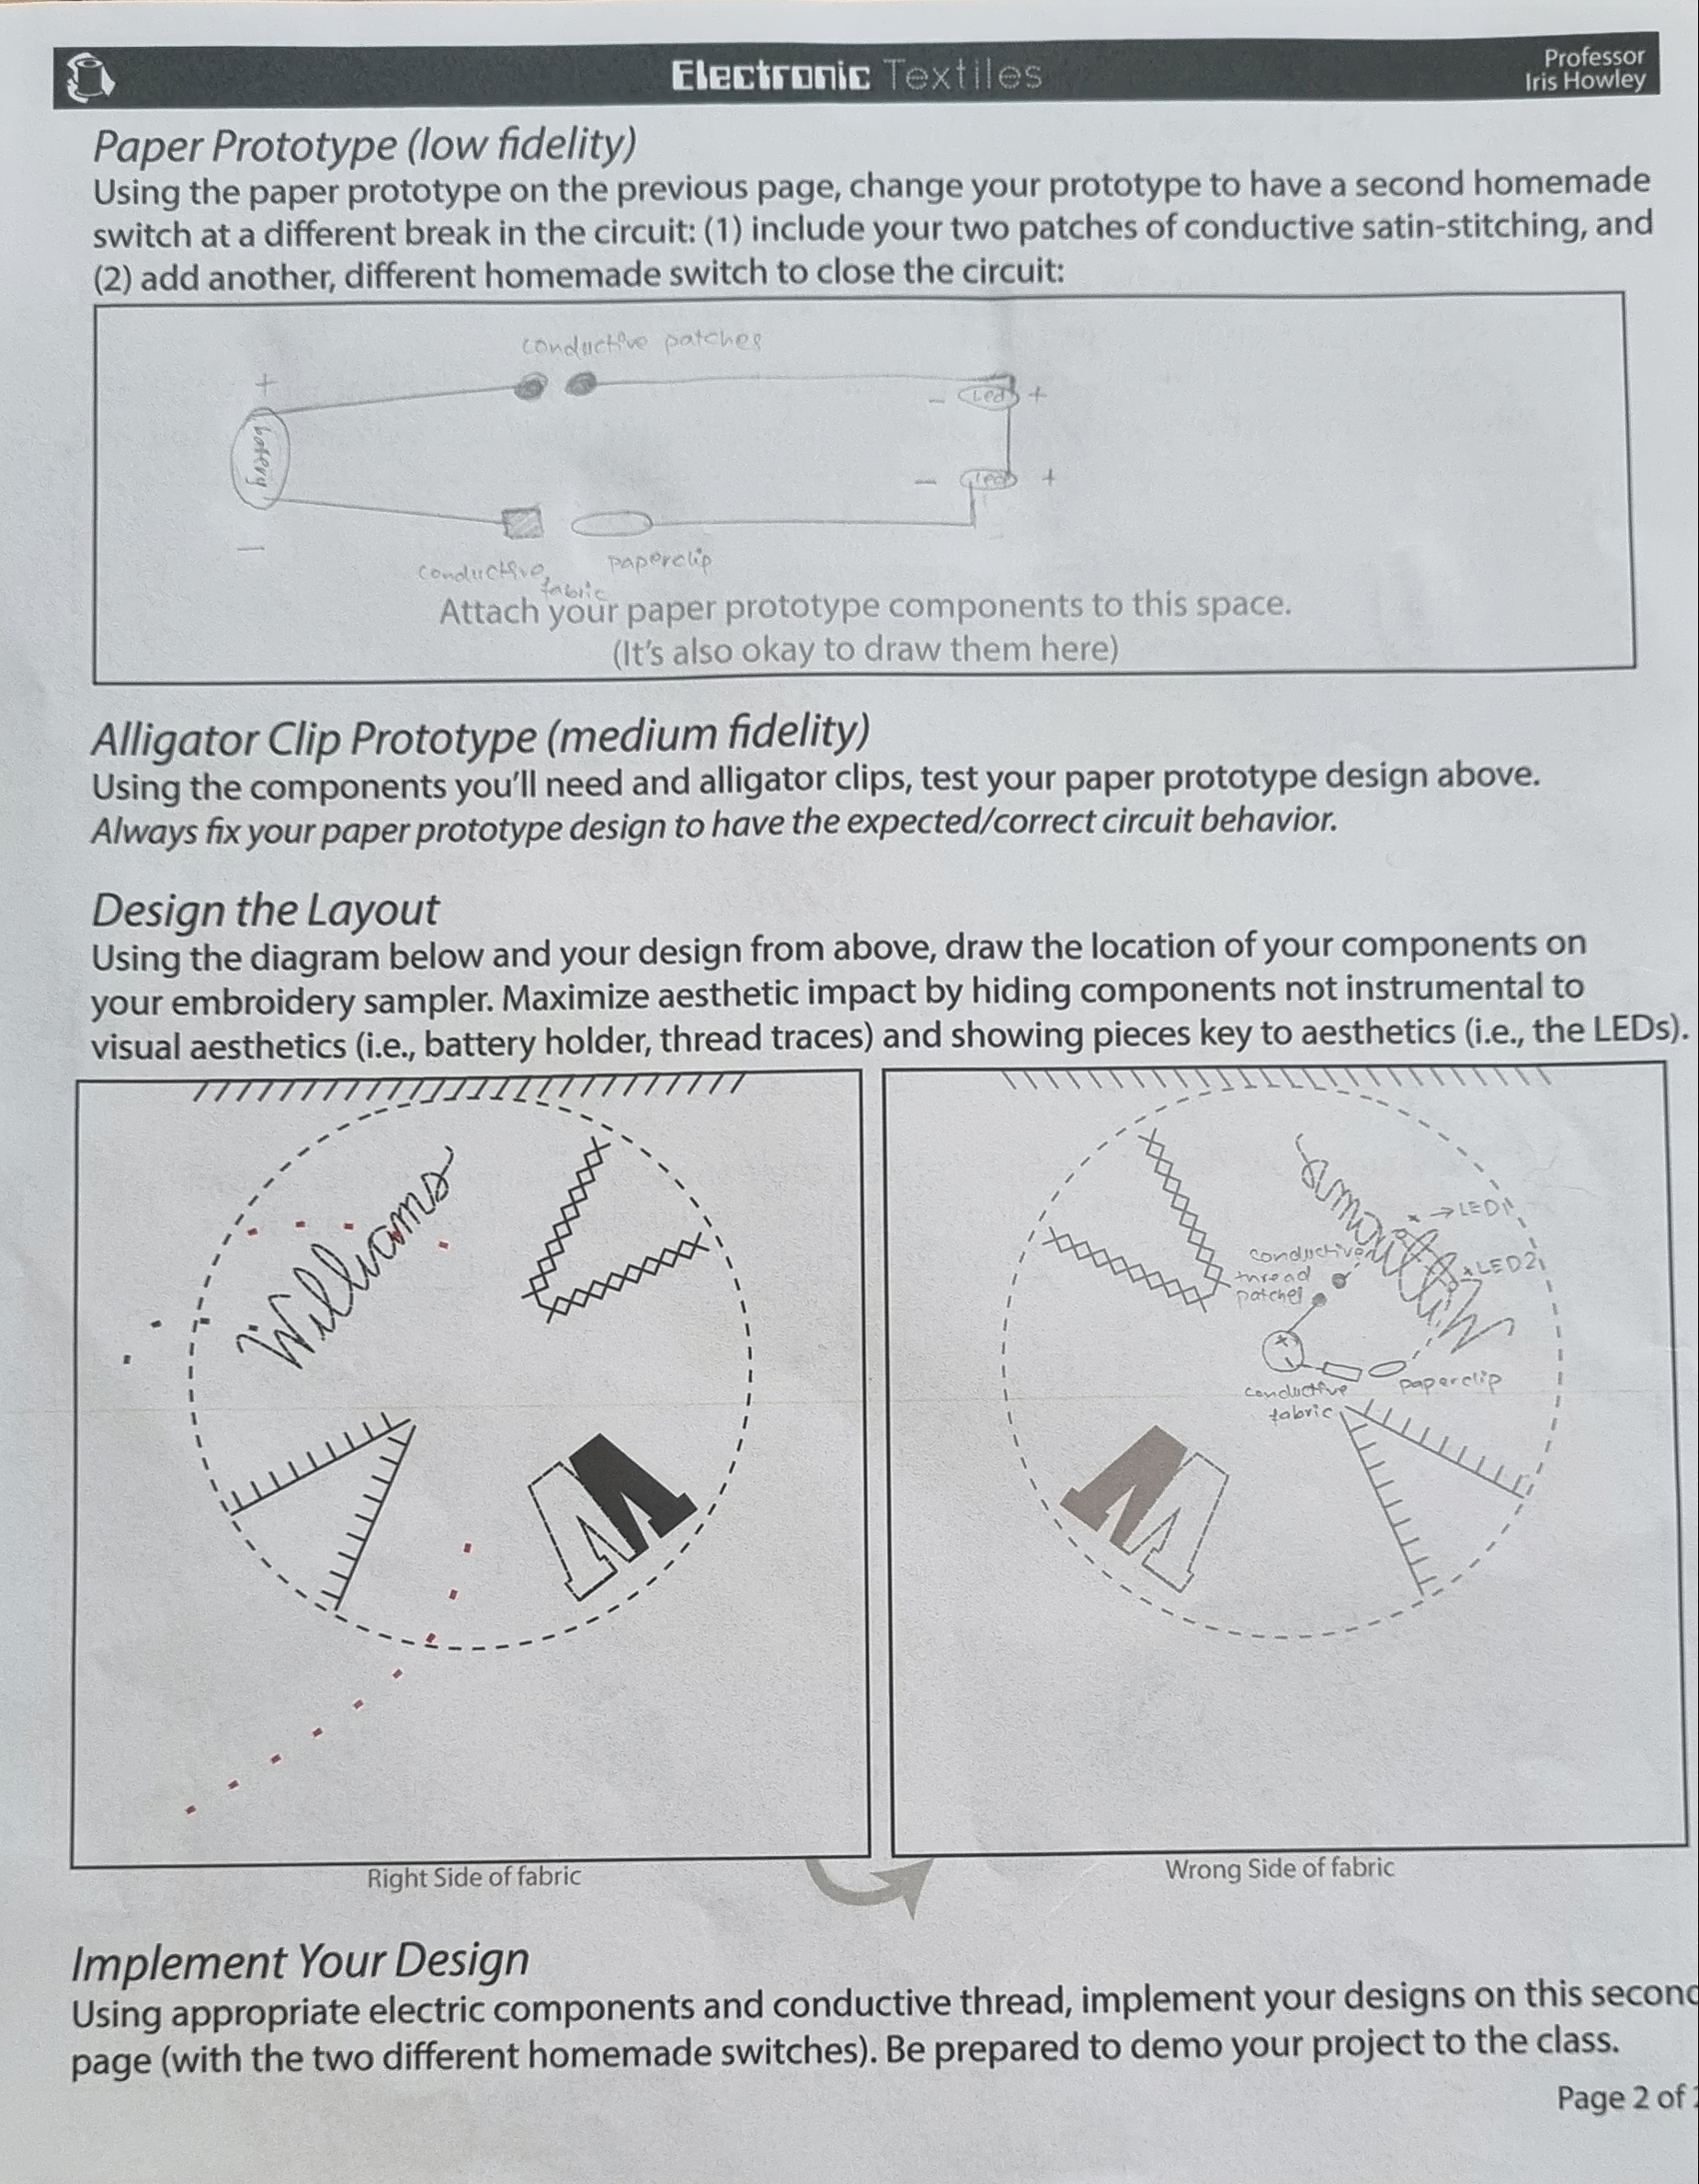 Electronic Textiles
Professor
Iris Howley
Paper Prototype (low fidelity)
Using the paper prototype on the previous page, change your prototype to have a second homemade
switch at a different break in the circuit: (1) include your two patches of conductive satin-stitching, and
(2) add another, different homemade switch to close the circuit:
conductive patches
+
battery
- Led +
- Led +
-
conductive fabric
paperclip
Attach your paper prototype components to this space.
(It's also okay to draw them here)
Alligator Clip Prototype (medium fidelity)
Using the components you'll need and alligator clips, test your paper prototype design above.
Always fix your paper prototype design to have the expected/correct circuit behavior.
Design the Layout
Using the diagram below and your design from above, draw the location of your components on
your embroidery sampler. Maximize aesthetic impact by hiding components not instrumental to
visual aesthetics (i.e., battery holder, thread traces) and showing pieces key to aesthetics (i.e., the LEDs).
Williams
W
Williams
→LED1
LED2
conductive
thread
patches
+
-
conductive
fabric
paperclip
W
Right Side of fabric
Wrong Side of fabric
Implement Your Design
Using appropriate electric components and conductive thread, implement your designs on this second
page (with the two different homemade switches). Be prepared to demo your project to the class.
Page 2 of 2